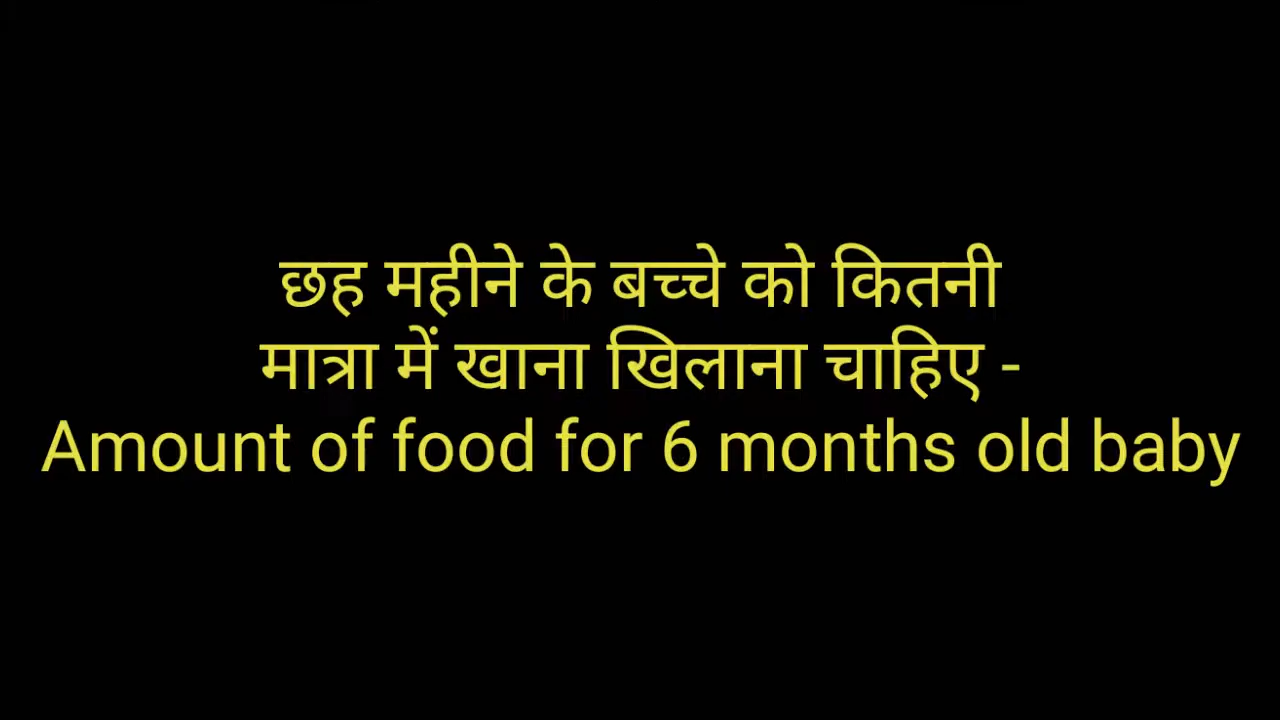 छह महीने के बच्चे को कितनी
मात्रा में खाना खिलाना चाहिए -
Amount of food for 6 months old baby